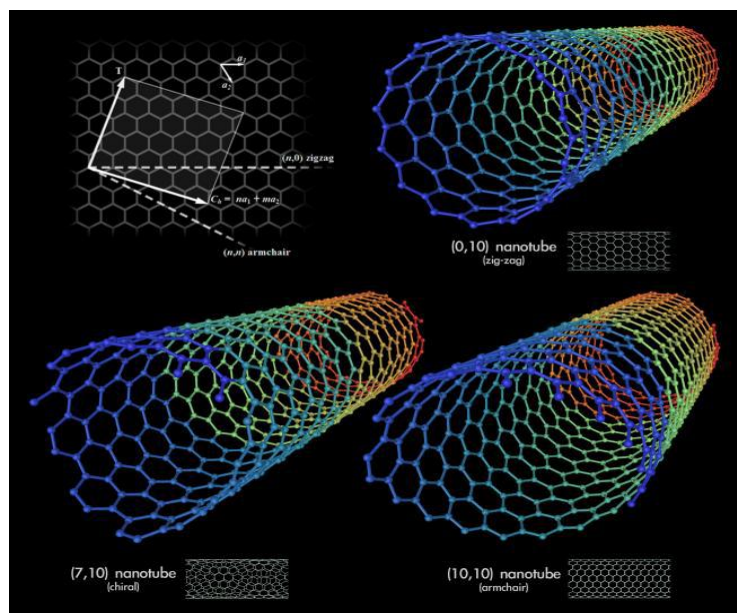 T
a₁
a₂
(n,0) zigzag
Cₕ = na₁ + ma₂
(n,n) armchair
(0,10) nanotube
(zig-zag)
(7,10) nanotube
(chiral)
(10,10) nanotube
(armchair)